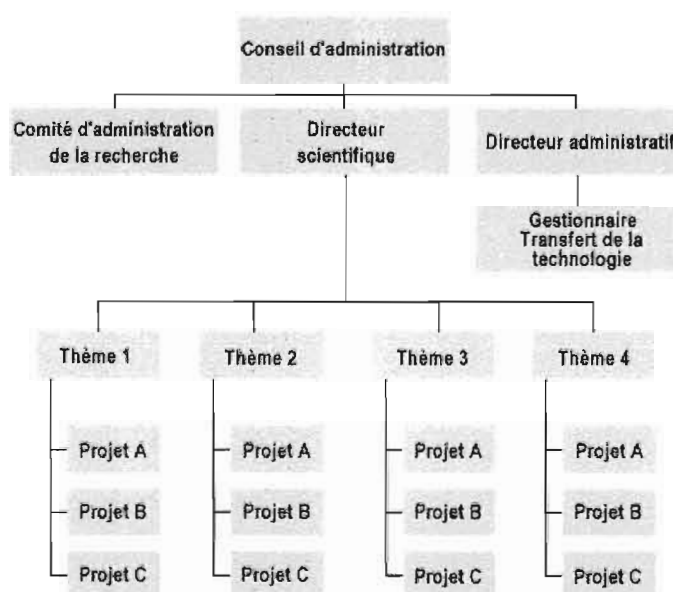 Conseil d'administration
Comité d'administration
de la recherche
Directeur
scientifique
Directeur administratif
Gestionnaire
Transfert de la
technologie
Thème 1
Thème 2
Thème 3
Thème 4
Projet A
Projet A
Projet A
Projet A
Projet B
Projet B
Projet B
Projet B
Projet C
Projet C
Projet C
Projet C